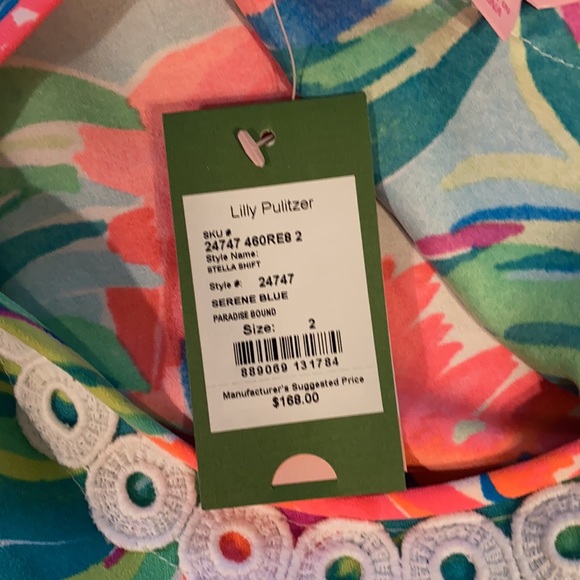 Lilly Pulitzer
SKU #
24747 460RE8 2
Style Name:
STELLA SHIFT
Style #: 24747
SERENE BLUE
PARADISE BOUND
Size: 2
889069 131784
Manufacturer's Suggested Price
$168.00